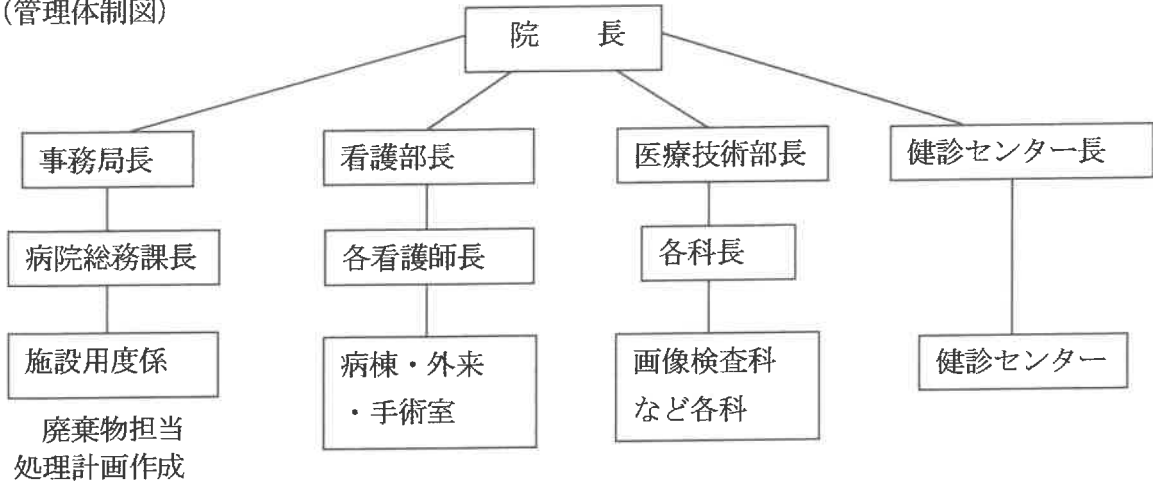 （管理体制図）
院　　長
事務局長
看護部長
医療技術部長
健診センター長
病院総務課長
各看護師長
各科長
施設用度係
病棟・外来
・手術室
画像検査科
など各科
健診センター
廃棄物担当
処理計画作成